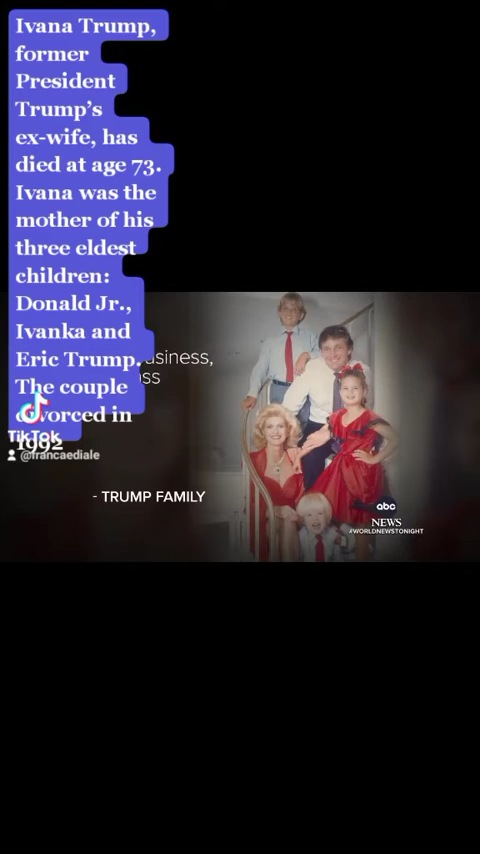 Ivana Trump,
former
President
Trump's
ex-wife, has
died at age 73.
Ivana was the
mother of his
three eldest
children:
Donald Jr.,
Ivanka and
Eric Trump.
The couple
divorced in
1992
TikTok
@francaediale
- TRUMP FAMILY
abc
NEWS
#WORLDNEWSTONIGHT